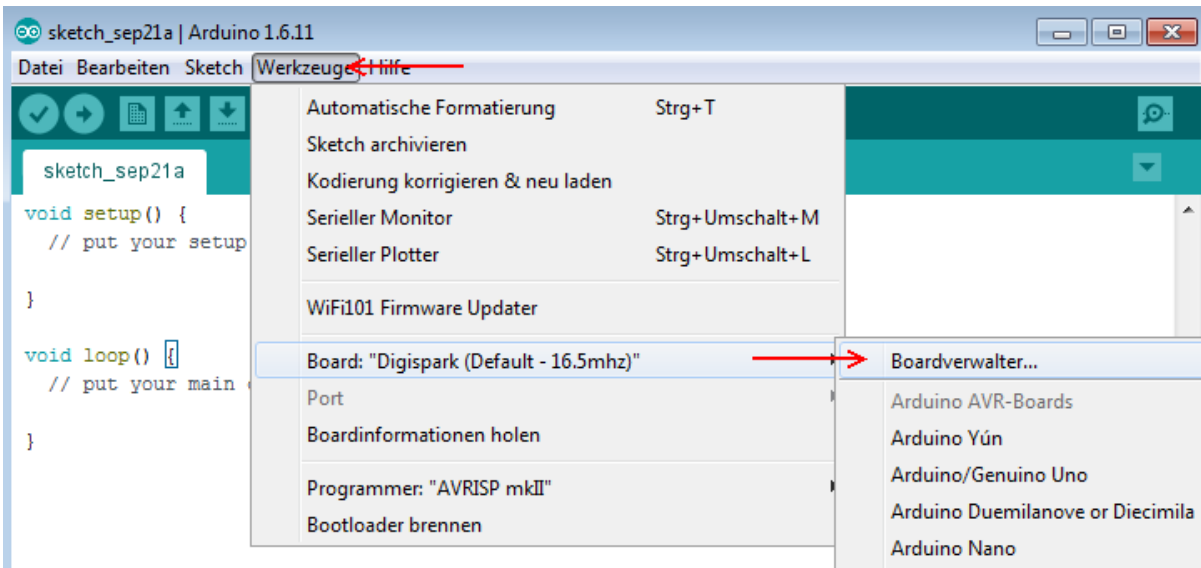 sketch_sep21a | Arduino 1.6.11
Datei Bearbeiten Sketch Werkzeuge Hilfe
sketch_sep21a
void setup() {
// put your setup
}
void loop() {
// put your main
}
Automatische Formatierung Strg+T
Sketch archivieren
Kodierung korrigieren & neu laden
Serieller Monitor Strg+Umschalt+M
Serieller Plotter Strg+Umschalt+L
WiFi101 Firmware Updater
Board: "Digispark (Default - 16.5mhz)"
Port
Boardinformationen holen
Programmer: "AVRISP mkII"
Bootloader brennen
Boardverwalter...
Arduino AVR-Boards
Arduino Yún
Arduino/Genuino Uno
Arduino Duemilanove or Diecimila
Arduino Nano